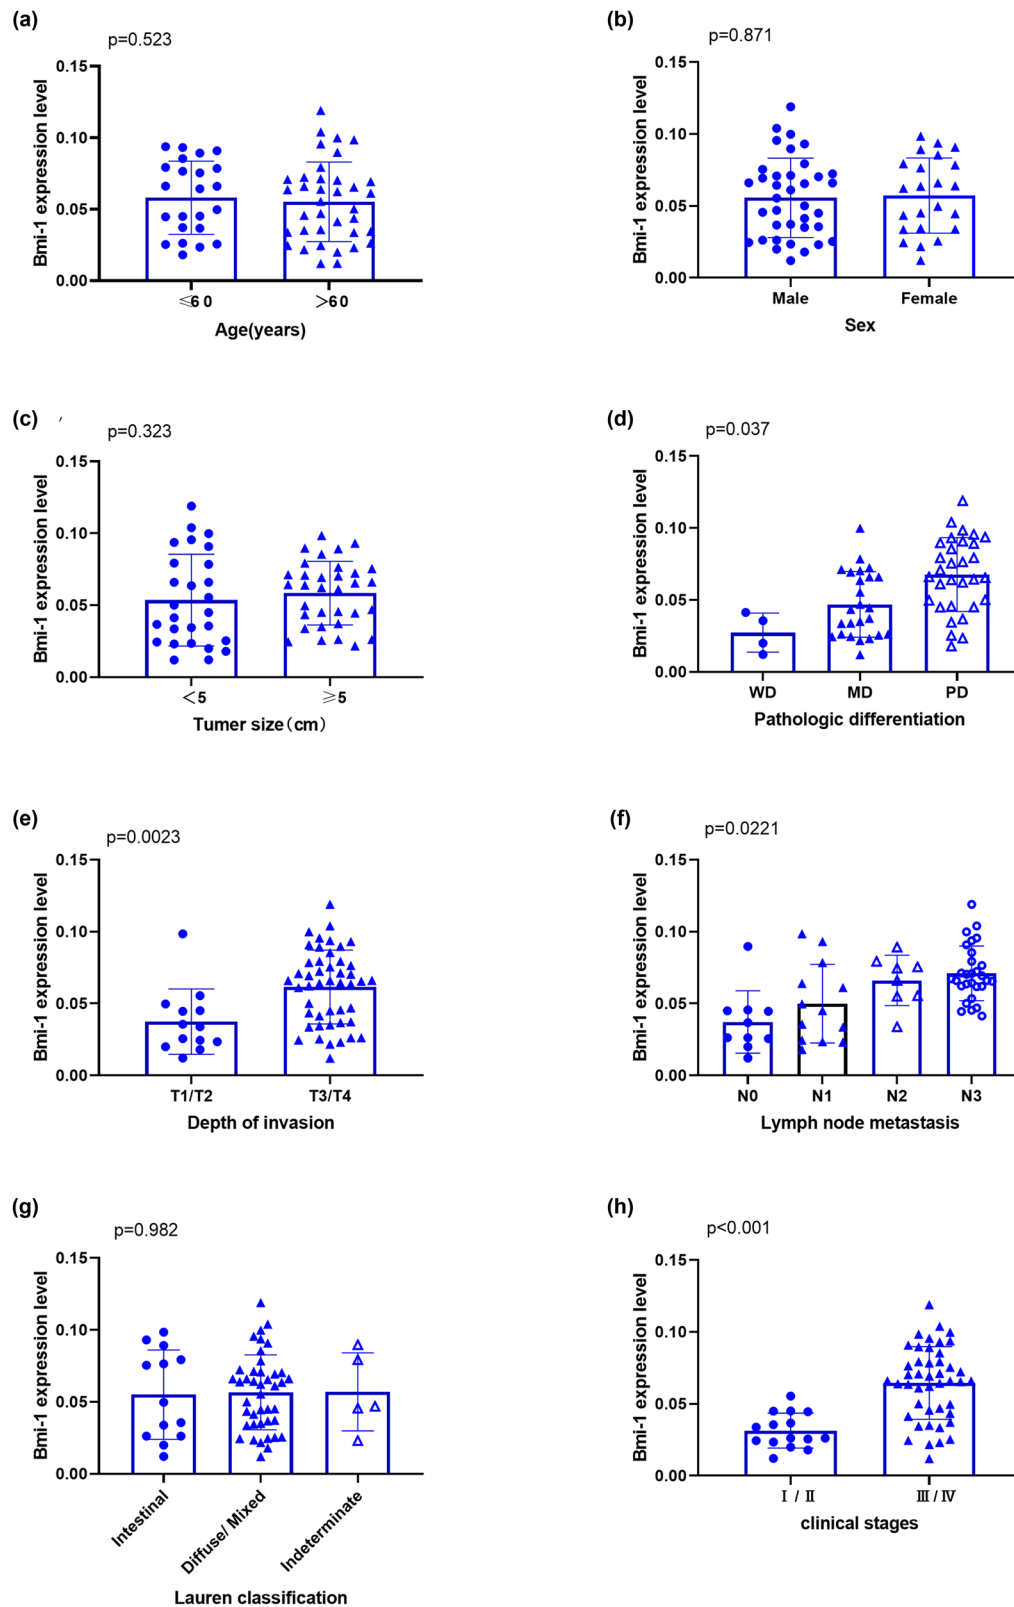 (a)
p=0.523
Bmi-1 expression level
0.15
0.10
0.05
0.00
≤60
>60
Age(years)
(b)
p=0.871
Bmi-1 expression level
0.15
0.10
0.05
0.00
Male
Female
Sex
(c)
p=0.323
Bmi-1 expression level
0.15
0.10
0.05
0.00
<5
≥5
Tumer size(cm)
(d)
p=0.037
Bmi-1 expression level
0.15
0.10
0.05
0.00
WD
MD
PD
Pathologic differentiation
(e)
p=0.0023
Bmi-1 expression level
0.15
0.10
0.05
0.00
T1/T2
T3/T4
Depth of invasion
(f)
p=0.0221
Bmi-1 expression level
0.15
0.10
0.05
0.00
N0
N1
N2
N3
Lymph node metastasis
(g)
p=0.982
Bmi-1 expression level
0.15
0.10
0.05
0.00
Intestinal
Diffuse/ Mixed
Indeterminate
Lauren classification
(h)
p<0.001
Bmi-1 expression level
0.15
0.10
0.05
0.00
Ⅰ / Ⅱ
Ⅲ / Ⅳ
clinical stages